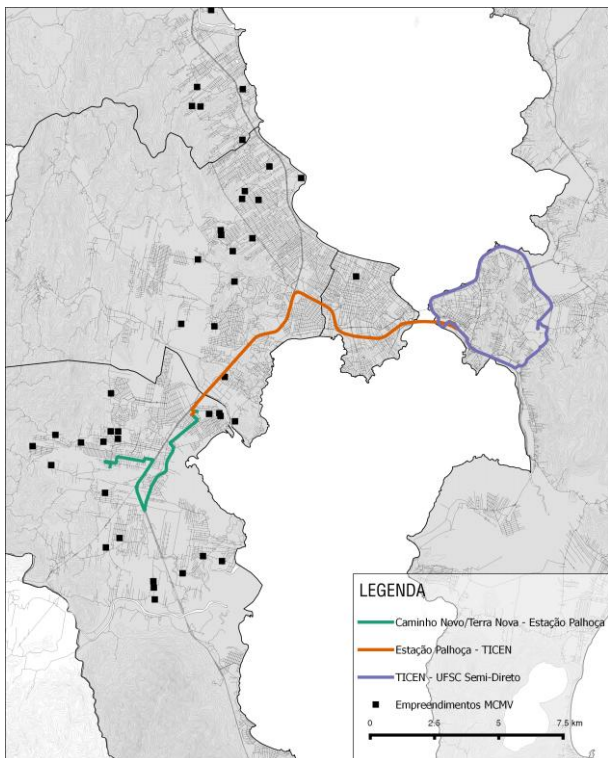 LEGENDA
Caminho Novo/Terra Nova - Estação Palhoça
Estação Palhoça - TICEN
TICEN - UFSC Semi-Direto
Empreendimentos MCMV
0 2.5 5 7.5 km